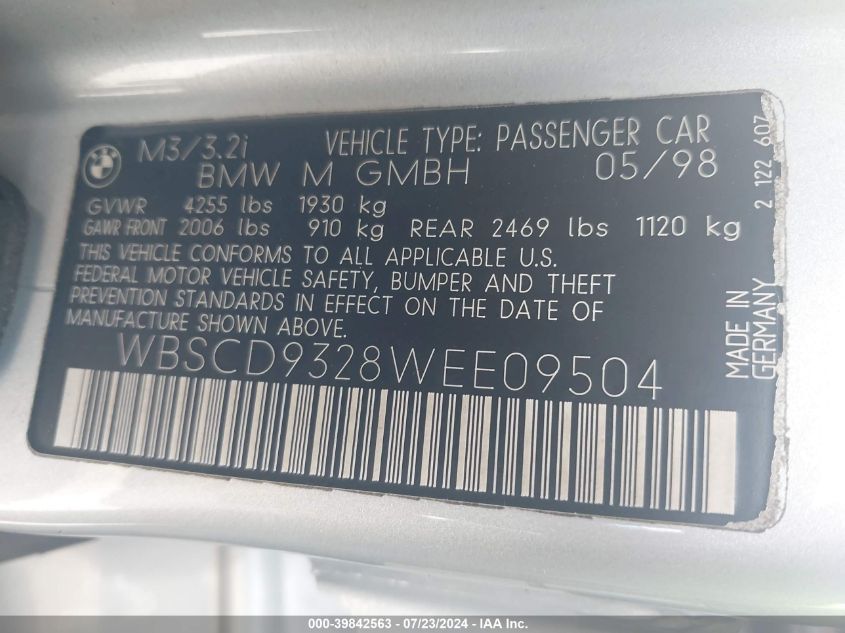 BMW
M3/3.2i VEHICLE TYPE: PASSENGER CAR
BMW M GMBH 05/98
GVWR 4255 lbs 1930 kg
GAWR FRONT 2006 lbs 910 kg REAR 2469 lbs 1120 kg
THIS VEHICLE CONFORMS TO ALL APPLICABLE U.S.
FEDERAL MOTOR VEHICLE SAFETY, BUMPER AND THEFT
PREVENTION STANDARDS IN EFFECT ON THE DATE OF
MANUFACTURE SHOWN ABOVE.
WBSCD9328WEE09504
MADE IN
GERMANY
2 122 607
000-39842563 / 07/23/2024 - IAA, Inc.